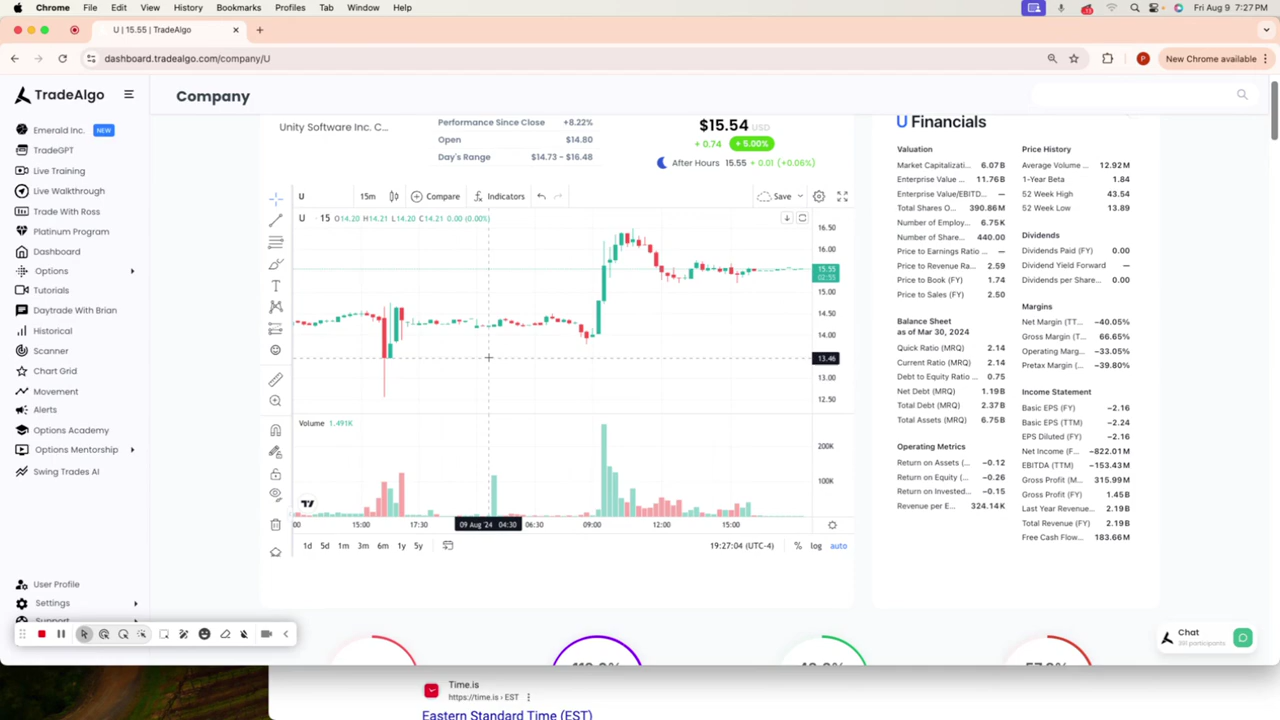 Chrome File Edit View History Bookmarks Profiles Tab Window Help Fri Aug 9 7:27 PM
U | 15.55 | TradeAlgo
dashboard.tradealgo.com/company/U New Chrome available
TradeAlgo
Company
Emerald Inc. NEW
TradeGPT
Live Training
Live Walkthrough
Trade With Ross
Platinum Program
Dashboard
Options
Tutorials
Daytrade With Brian
Historical
Scanner
Chart Grid
Movement
Alerts
Options Academy
Options Mentorship
Swing Trades AI
User Profile
Settings
Support
Unity Software Inc. C...
Performance Since Close +8.22%
Open $14.80
Day's Range $14.73 - $16.48
$15.54 USD
+ 0.74 + 5.00%
After Hours 15.55 + 0.01 (+0.06%)
U 15m Compare Indicators Save
U · 15 O14.20 H14.21 L14.20 C14.21 0.00 (0.00%)
16.50
16.00
15.55
02:55
15.00
14.50
14.00
13.46
13.00
12.50
Volume 1.491K
200K
100K
:00 15:00 17:30 09 Aug '24 04:30 06:30 09:00 12:00 15:00
1d 5d 1m 3m 6m 1y 5y 19:27:04 (UTC-4) % log auto
U Financials
Valuation
Market Capitalizati... 6.07B
Enterprise Value ... 11.76B
Enterprise Value/EBITD... —
Total Shares O... 390.86M
Number of Employ... 6.75K
Number of Share... 440.00
Price to Earnings Ratio ... —
Price to Revenue Ra... 2.59
Price to Book (FY) 1.74
Price to Sales (FY) 2.50
Balance Sheet
as of Mar 30, 2024
Quick Ratio (MRQ) 2.14
Current Ratio (MRQ) 2.14
Debt to Equity Ratio ... 0.75
Net Debt (MRQ) 1.19B
Total Debt (MRQ) 2.37B
Total Assets (MRQ) 6.75B
Operating Metrics
Return on Assets (... −0.12
Return on Equity (... −0.26
Return on Invested... −0.15
Revenue per E... 324.14K
Price History
Average Volume ... 12.92M
1-Year Beta 1.84
52 Week High 43.54
52 Week Low 13.89
Dividends
Dividends Paid (FY) 0.00
Dividend Yield Forward —
Dividends per Share... 0.00
Margins
Net Margin (TT... −40.05%
Gross Margin (T... 66.65%
Operating Marg... −33.05%
Pretax Margin (... −39.80%
Income Statement
Basic EPS (FY) −2.16
Basic EPS (TTM) −2.24
EPS Diluted (FY) −2.16
Net Income (F... −822.01M
EBITDA (TTM) −153.43M
Gross Profit (M... 315.99M
Gross Profit (FY) 1.45B
Last Year Revenue... 2.19B
Total Revenue (FY) 2.19B
Free Cash Flow... 183.66M
Chat
391 participants
Time.is
https://time.is › EST
Eastern Standard Time (EST)